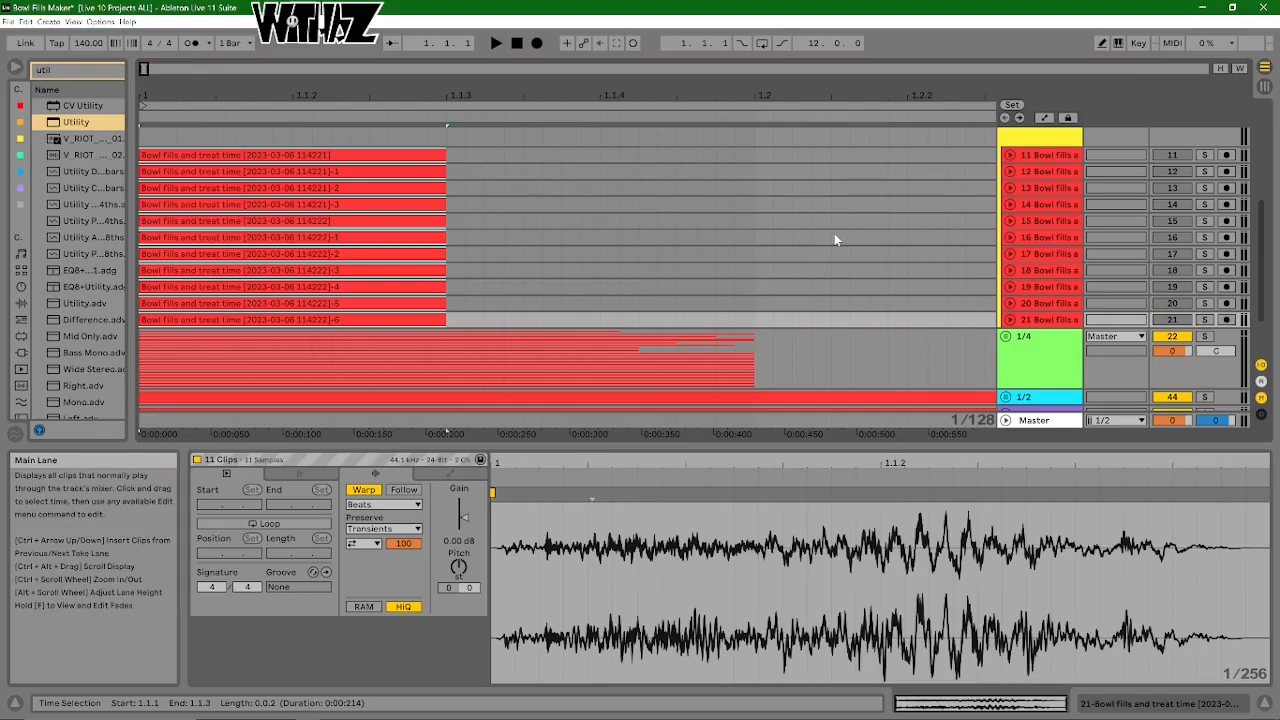 Bowl Fills Maker* [Live 10 Projects ALL] - Ableton Live 11 Suite
File Edit Create View Options Help
WITHAZ
Link Tap 140.00 4 / 4 1 Bar 1. 1. 1 1. 1. 1 12. 0. 0 Key MIDI 0 %
util
H W
C. Name
CV Utility
Utility
V_RIOT_..._01.
V_RIOT_..._02.
Utility D...bars
Utility C...bars
Utility P...4ths.
Utility A...8ths
Utility P...8ths
EQ8+...1.adg
EQ8+Utility.a...
Utility.adv
Difference.adv
Mid Only.adv
Bass Mono.adv
Wide Stereo.adv
Right.adv
Mono.adv
Left.adv
C.
1 1.1.2 1.1.3 1.1.4 1.2 1.2.2
Set
Bowl fills and treat time [2023-03-06 114221] 11 Bowl fills a 11 S
Bowl fills and treat time [2023-03-06 114221]-1 12 Bowl fills a 12 S
Bowl fills and treat time [2023-03-06 114221]-2 13 Bowl fills a 13 S
Bowl fills and treat time [2023-03-06 114221]-3 14 Bowl fills a 14 S
Bowl fills and treat time [2023-03-06 114222] 15 Bowl fills a 15 S
Bowl fills and treat time [2023-03-06 114222]-1 16 Bowl fills a 16 S
Bowl fills and treat time [2023-03-06 114222]-2 17 Bowl fills a 17 S
Bowl fills and treat time [2023-03-06 114222]-3 18 Bowl fills a 18 S
Bowl fills and treat time [2023-03-06 114222]-4 19 Bowl fills a 19 S
Bowl fills and treat time [2023-03-06 114222]-5 20 Bowl fills a 20 S
Bowl fills and treat time [2023-03-06 114222]-6 21 Bowl fills a 21 S
1/4 Master 22 S
0 C
1/2 44 S
1/128 Master 1/2 0 0
0:00:000 0:00:050 0:00:100 0:00:150 0:00:200 0:00:250 0:00:300 0:00:350 0:00:400 0:00:450 0:00:500 0:00:550
Main Lane
Displays all clips that normally play
through the track's mixer. Click and drag
to select time, then use any available Edit
menu command to edit.
[Ctrl + Arrow Up/Down] Insert Clips from
Previous/Next Take Lane
[Ctrl + Alt + Drag] Scroll Display
[Ctrl + Scroll Wheel] Zoom In/Out
[Alt + Scroll Wheel] Adjust Lane Height
Hold [F] to View and Edit Fades
11 Clips - 11 Samples 44.1 kHz - 24-Bit - 2 Ch
Start Set End Set
Loop
Position Set Length Set
Signature Groove
4 / 4 None
Warp Follow
Beats
Preserve
Transients
100
RAM HiQ
Gain
0.00 dB
Pitch
st
0 0
1 1.1.2
1/256
Time Selection Start: 1.1.1 End: 1.1.3 Length: 0.0.2 (Duration: 0:00:214) 21-Bowl fills and treat time [2023-0...